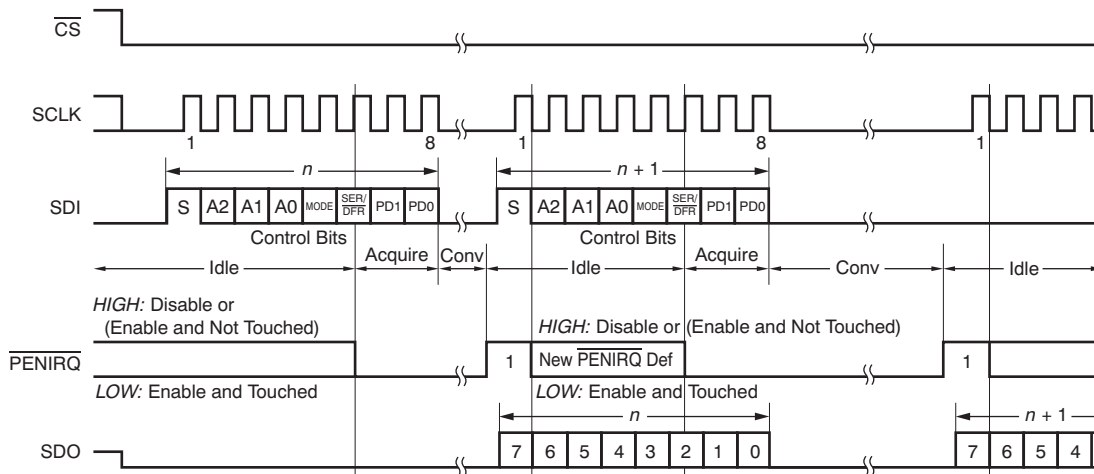 CS
SCLK
1 8 1 8 1
n n + 1
SDI
S A2 A1 A0 MODE SER/DFR PD1 PD0 S A2 A1 A0 MODE SER/DFR PD1 PD0
Control Bits Control Bits
Idle Acquire Conv Idle Acquire Conv Idle
HIGH: Disable or
(Enable and Not Touched)
HIGH: Disable or (Enable and Not Touched)
PENIRQ
1 New PENIRQ Def 1
LOW: Enable and Touched LOW: Enable and Touched
n n + 1
SDO 7 6 5 4 3 2 1 0 7 6 5 4